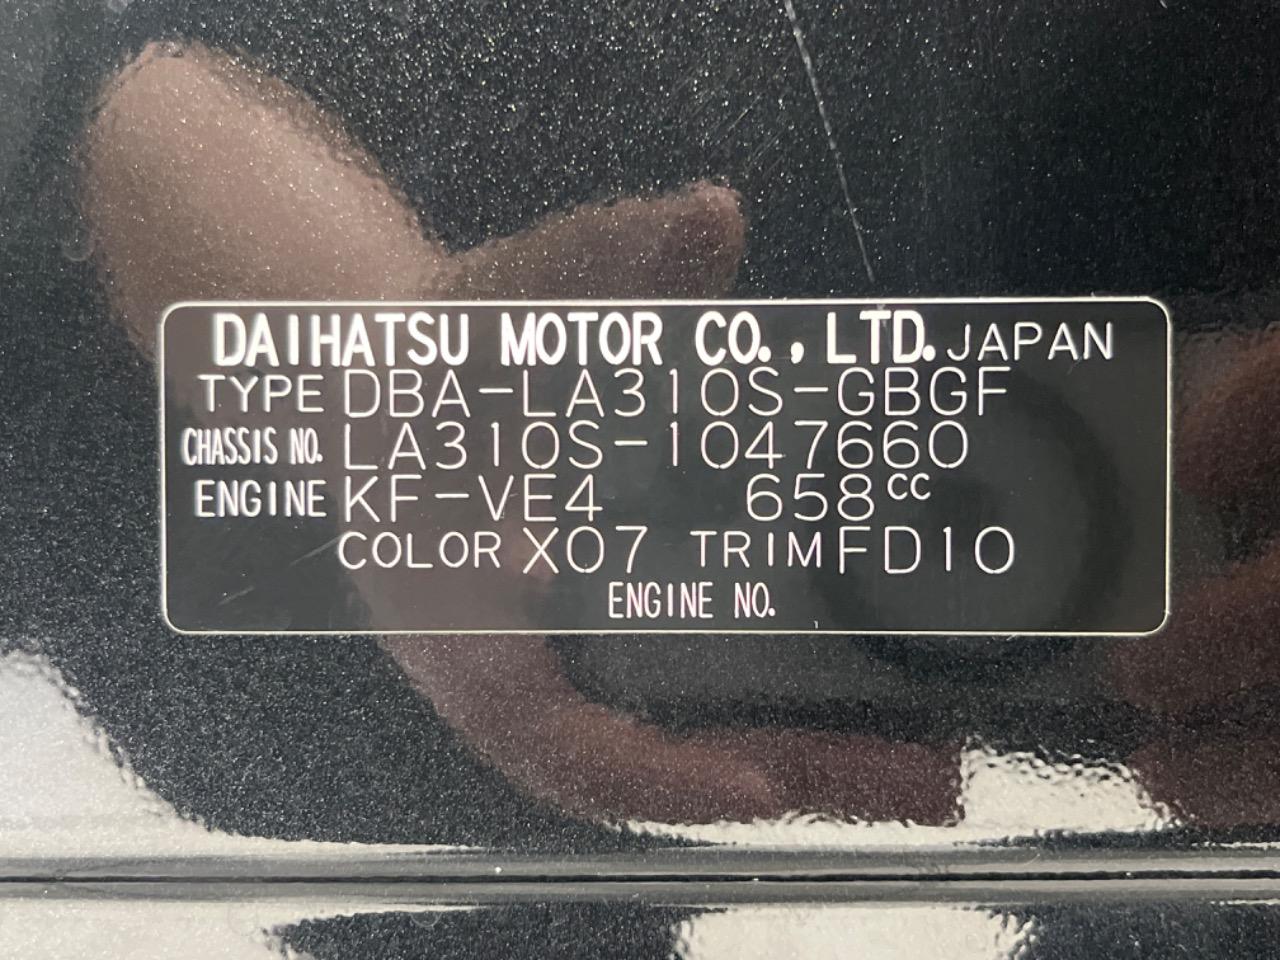 DAIHATSU MOTOR CO., LTD. JAPAN
TYPE DBA-LA310S-GBGF
CHASSIS NO. LA310S-1047660
ENGINE KF-VE4 658cc
COLOR X07 TRIM FD10
ENGINE NO.